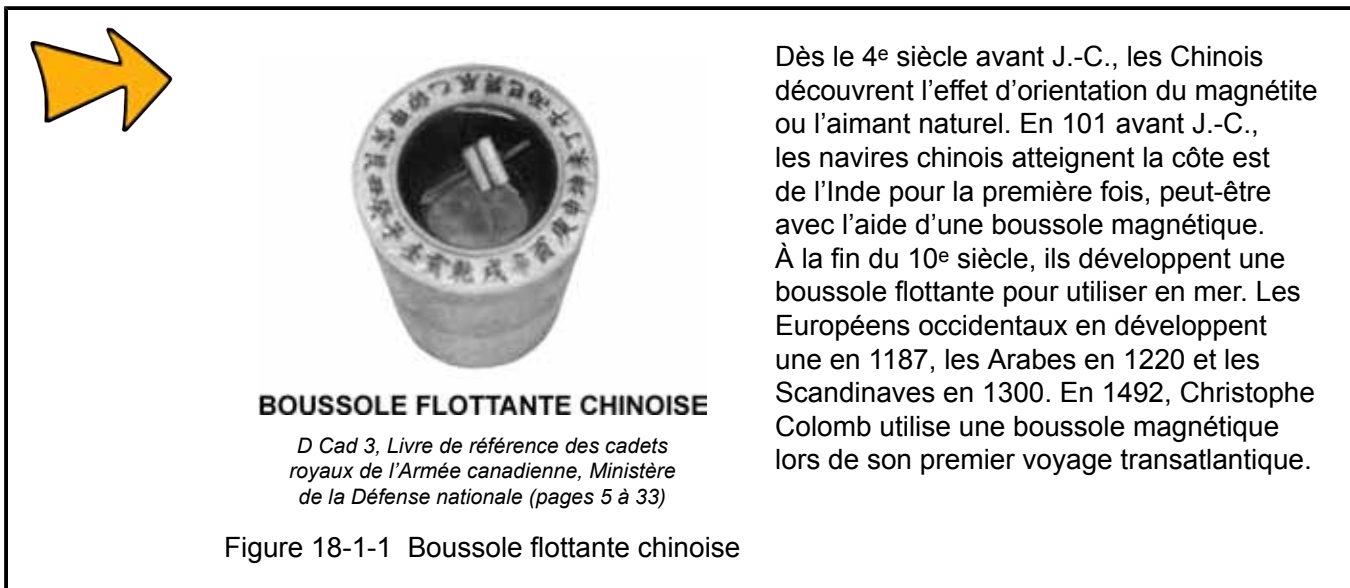 Dès le 4e siècle avant J.-C., les Chinois
découvrent l’effet d’orientation du magnétite
ou l’aimant naturel. En 101 avant J.-C.,
les navires chinois atteignent la côte est
de l’Inde pour la première fois, peut-être
avec l’aide d’une boussole magnétique.
À la fin du 10e siècle, ils développent une
boussole flottante pour utiliser en mer. Les
Européens occidentaux en développent
une en 1187, les Arabes en 1220 et les
Scandinaves en 1300. En 1492, Christophe
Colomb utilise une boussole magnétique
lors de son premier voyage transatlantique.
BOUSSOLE FLOTTANTE CHINOISE
D Cad 3, Livre de référence des cadets
royaux de l’Armée canadienne, Ministère
de la Défense nationale (pages 5 à 33)
Figure 18-1-1 Boussole flottante chinoise